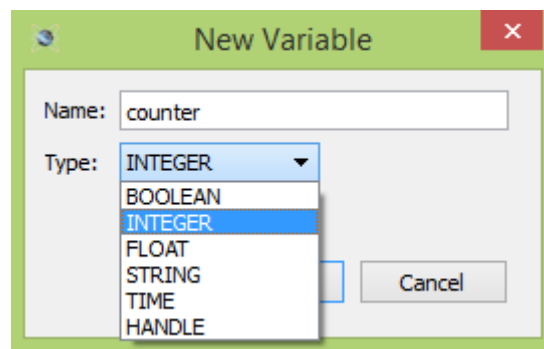 New Variable
Name: counter
Type: INTEGER
BOOLEAN
INTEGER
FLOAT
STRING
TIME
HANDLE
Cancel